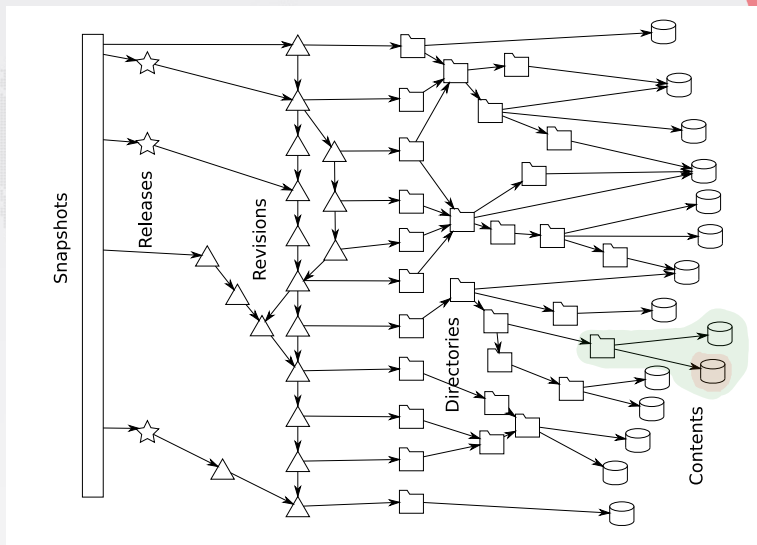 Snapshots
Releases
Revisions
Directories
Contents